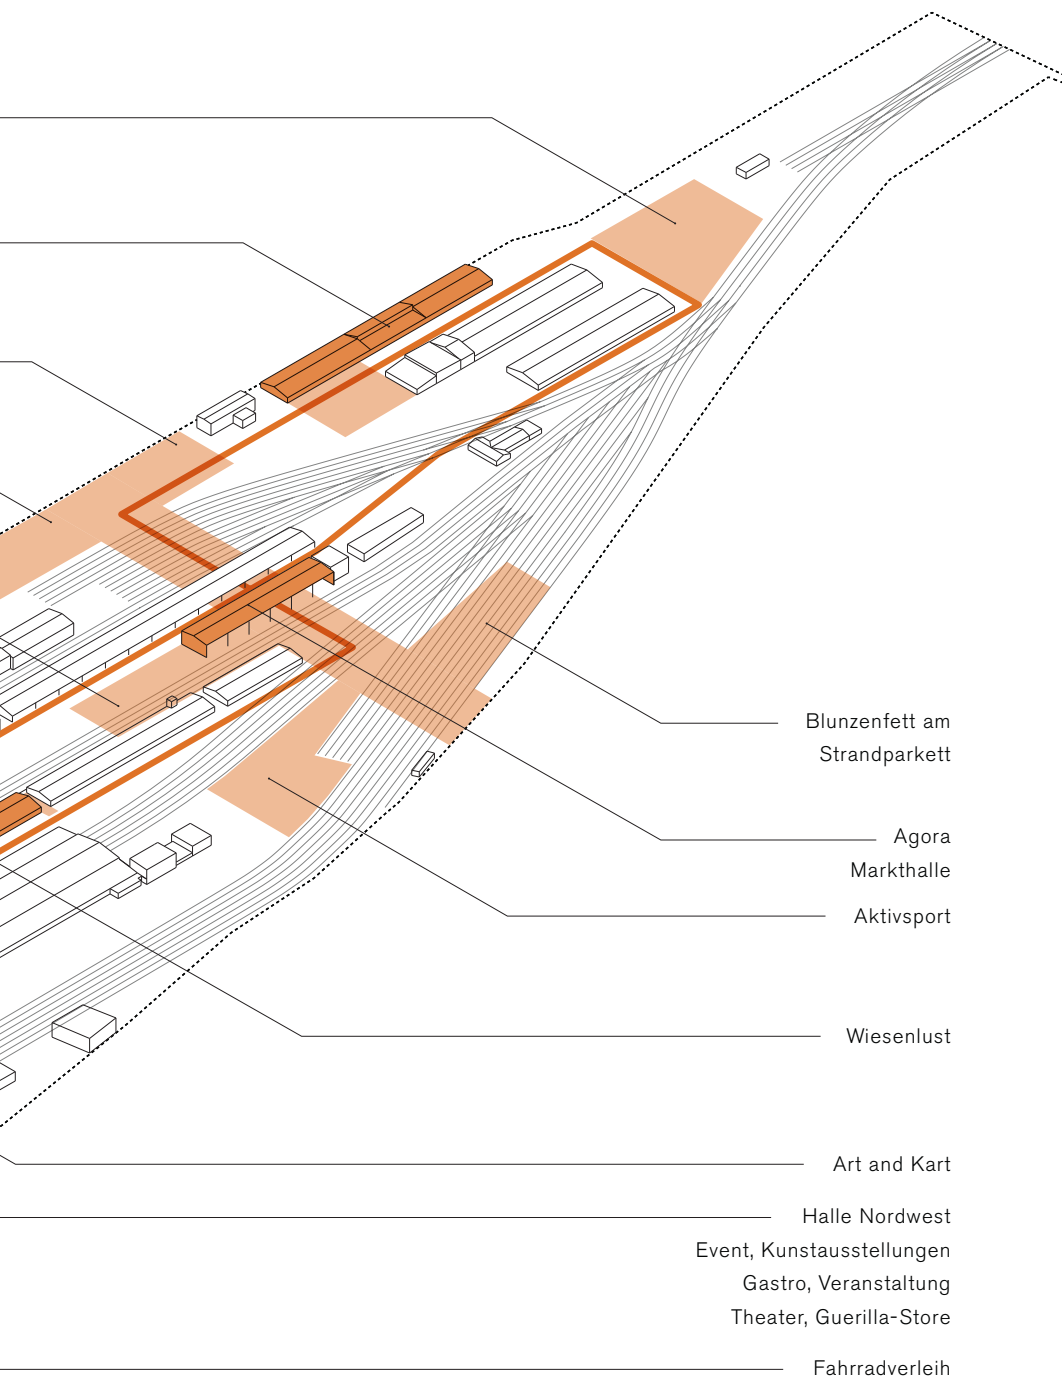 Blunzenfett am
Strandparkett
Agora
Markthalle
Aktivsport
Wiesenlust
Art and Kart
Halle Nordwest
Event, Kunstausstellungen
Gastro, Veranstaltung
Theater, Guerilla-Store
Fahrradverleih